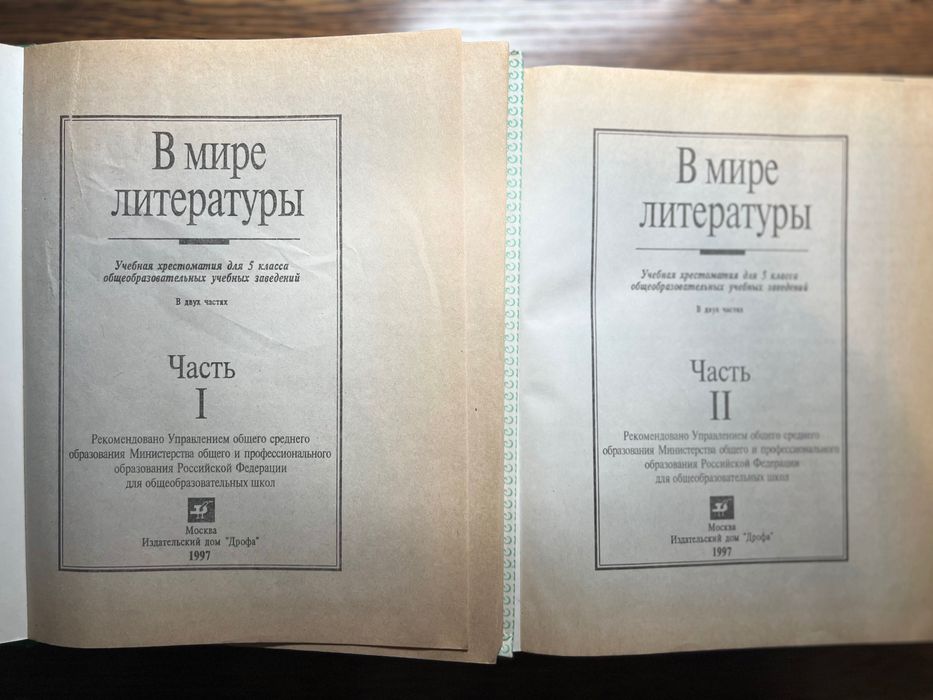 В мире
литературы
Учебная хрестоматия для 5 класса
общеобразовательных учебных заведений
В двух частях
Часть
I
Рекомендовано Управлением общего среднего
образования Министерства общего и профессионального
образования Российской Федерации
для общеобразовательных школ
Москва
Издательский дом "Дрофа"
1997
В мире
литературы
Учебная хрестоматия для 5 класса
общеобразовательных учебных заведений
В двух частях
Часть
II
Рекомендовано Управлением общего среднего
образования Министерства общего и профессионального
образования Российской Федерации
для общеобразовательных школ
Москва
Издательский дом "Дрофа"
1997